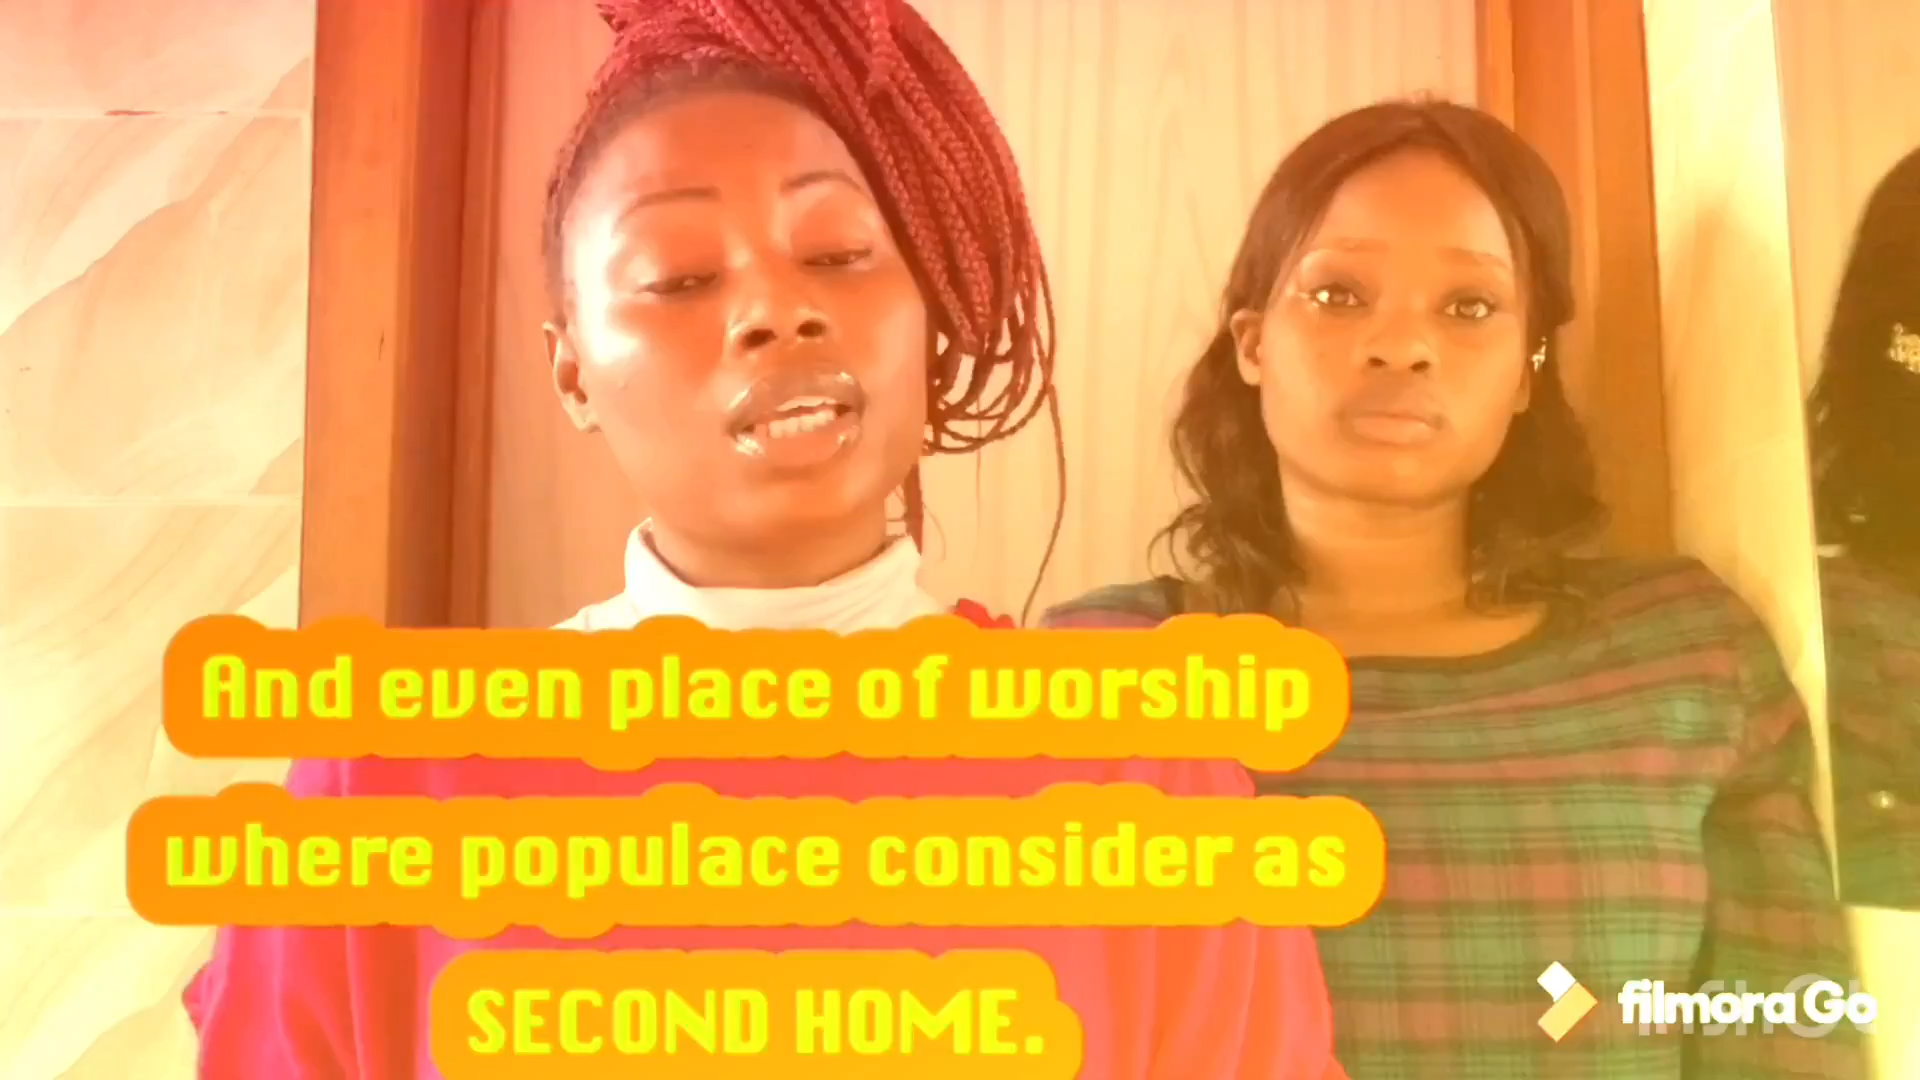 And even place of worship
where populace consider as
SECOND HOME.
filmora Go